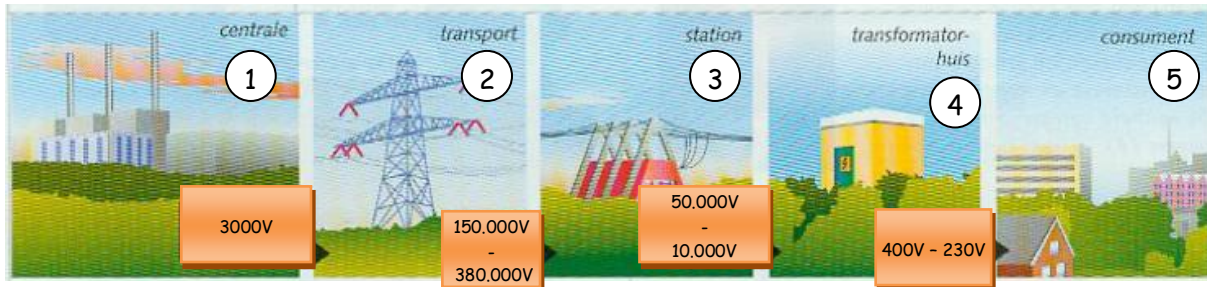 centrale
1
3000V
transport
2
150.000V
-
380.000V
station
3
50.000V
-
10.000V
transformator-
huis
4
400V – 230V
consument
5